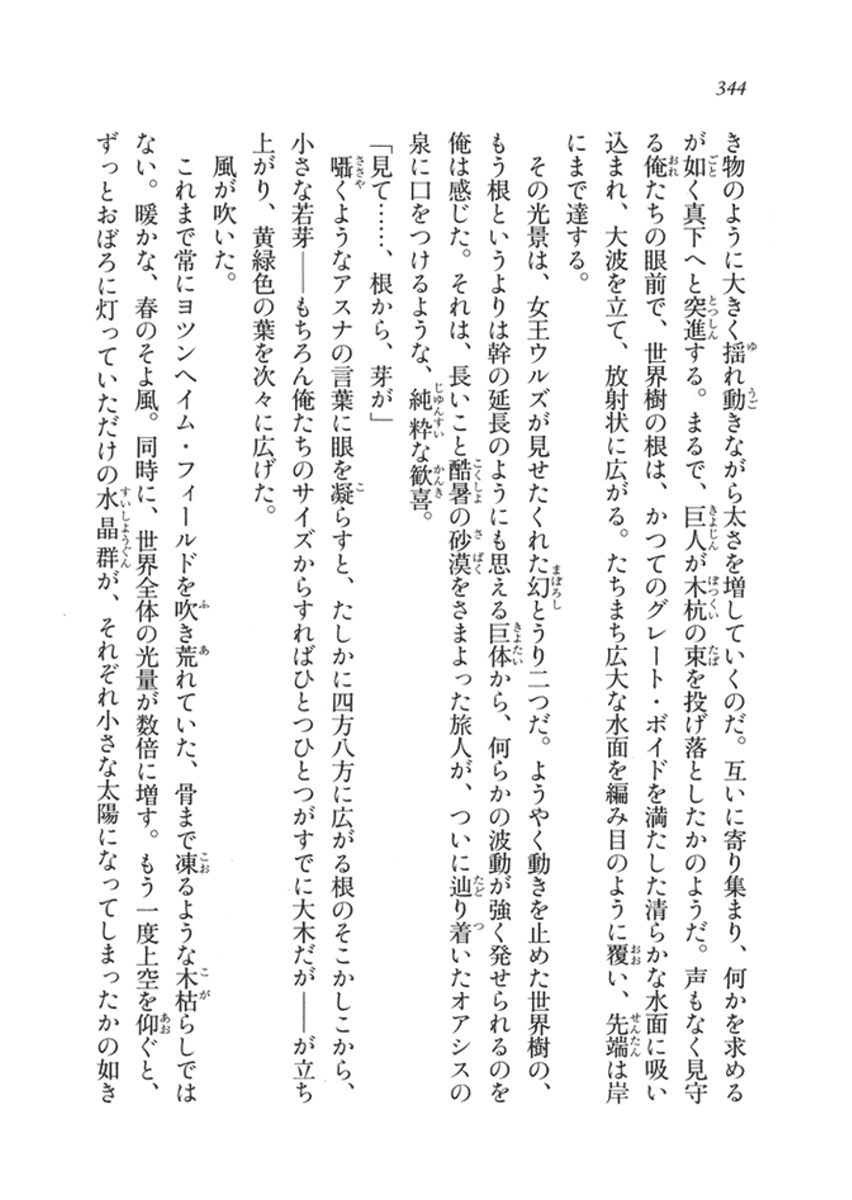 344
き物のように大きく揺れ動きながら太さを増していくのだ。互いに寄り集まり、何かを求める
が如く真下へと突進する。まるで、巨人が木杭の束を投げ落としたかのようだ。声もなく見守
る俺たちの眼前で、世界樹の根は、かつてのグレート・ボイドを満たした清らかな水面に吸い
込まれ、大波を立て、放射状に広がる。たちまち広大な水面を編み目のように覆い、先端は岸
にまで達する。
その光景は、女王ウルズが見せたくれた幻とうり二つだ。ようやく動きを止めた世界樹の、
もう根というよりは幹の延長のようにも思える巨体から、何らかの波動が強く発せられるのを
俺は感じた。それは、長いこと酷暑の砂漠をさまよった旅人が、ついに辿り着いたオアシスの
泉に口をつけるような、純粋な歓喜。
「見て……、根から、芽が」
囁くようなアスナの言葉に眼を凝らすと、たしかに四方八方に広がる根のそこかしこから、
小さな若芽――もちろん俺たちのサイズからすればひとつひとつがすでに大木だが――が立ち
上がり、黄緑色の葉を次々に広げた。
風が吹いた。
これまで常にヨツンヘイム・フィールドを吹き荒れていた、骨まで凍るような木枯らしでは
ない。暖かな、春のそよ風。同時に、世界全体の光量が数倍に増す。もう一度上空を仰ぐと、
ずっとおぼろに灯っていただけの水晶群が、それぞれ小さな太陽になってしまったかの如き